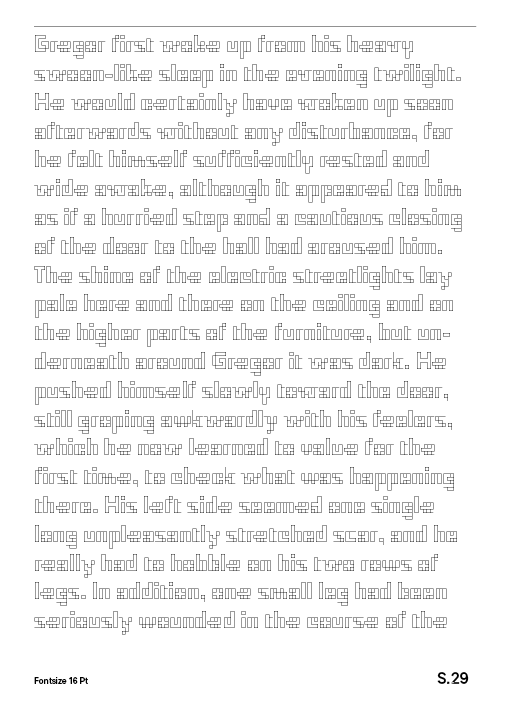 Gregor first woke up from his heavy
swoon-like sleep in the evening twilight.
He would certainly have woken up soon
afterwards without any disturbance, for
he felt himself sufficiently rested and
wide awake, although it appeared to him
as if a hurried step and a cautious closing
of the door to the hall had aroused him.
The shine of the electric streetlights lay
pale here and there on the ceiling and on
the higher parts of the furniture, but un-
derneath around Gregor it was dark. He
pushed himself slowly toward the door,
still groping awkwardly with his feelers,
which he now learned to value for the
first time, to check what was happening
there. His left side seemed one single
long unpleasantly stretched scar, and he
really had to hobble on his two rows of
legs. In addition, one small leg had been
seriously wounded in the course of the
Fontsize 16 Pt
S.29